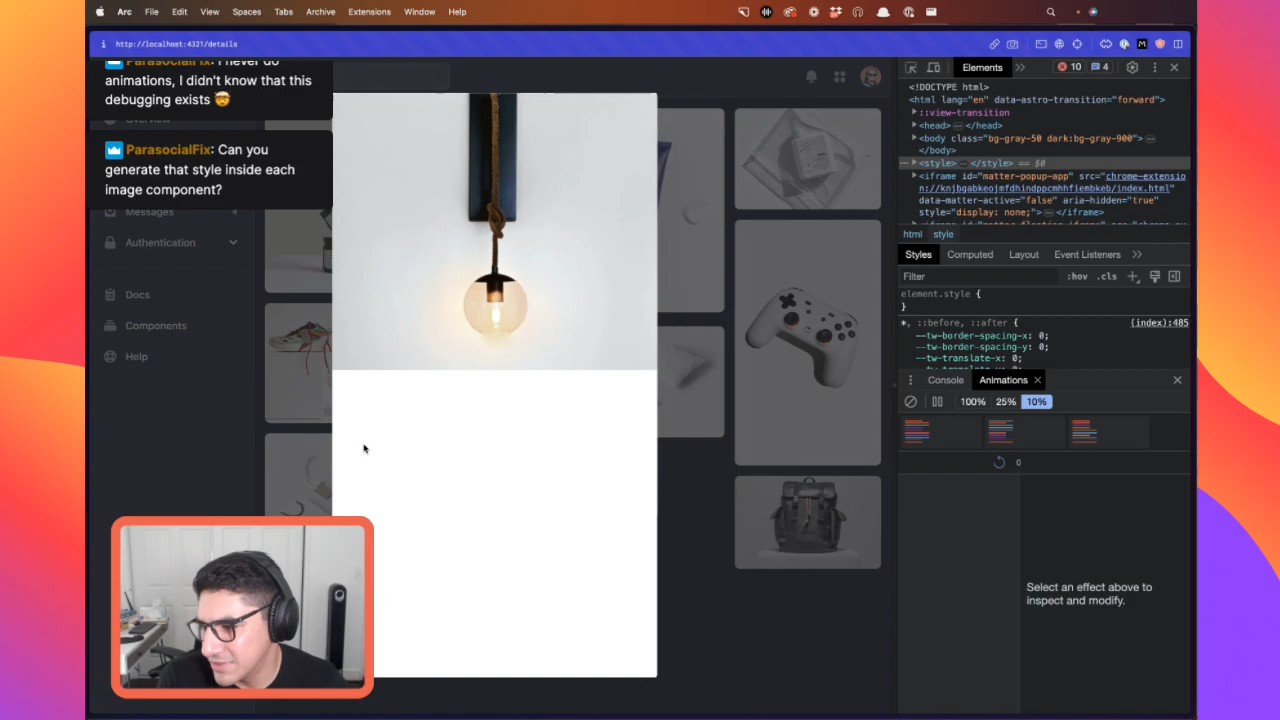 Arc File Edit View Spaces Tabs Archive Extensions Window Help
http://localhost:4321/details
ParasocialFix: I never do
animations, I didn't know that this
debugging exists 🤯
ParasocialFix: Can you
generate that style inside each
image component?
Overview
Messages 4
Authentication
Docs
Components
Help
Elements
10
4
<!DOCTYPE html>
<html lang="en" data-astro-transition="forward">
::view-transition
<head> </head>
<body class="bg-gray-50 dark:bg-gray-900">
</body>
<style> </style> == $0
<iframe id="matter-popup-app" src="chrome-extensio
n://knjbgabkeojmfdhindppcmhhfiembkeb/index.html"
data-matter-active="false" aria-hidden="true"
style="display: none;"> </iframe>
html style
Styles Computed Layout Event Listeners
Filter :hov .cls
element.style {
}
*, ::before, ::after { (index):485
--tw-border-spacing-x: 0;
--tw-border-spacing-y: 0;
--tw-translate-x: 0;
Console Animations
100% 25% 10%
0
Select an effect above to
inspect and modify.